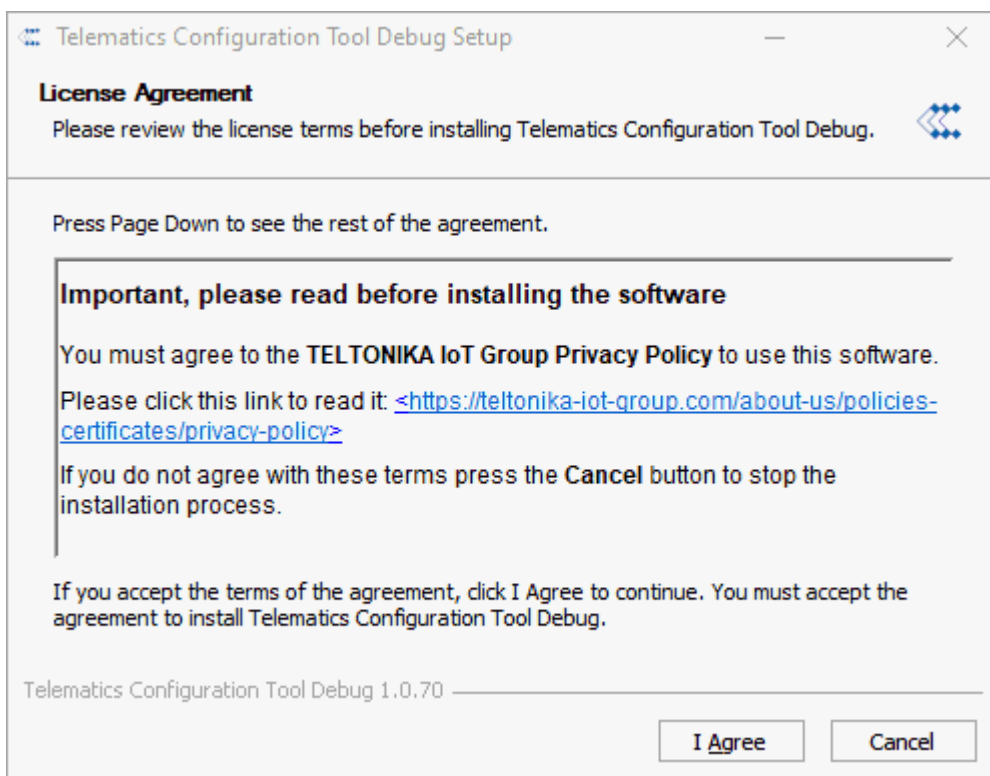 Telematics Configuration Tool Debug Setup
License Agreement
Please review the license terms before installing Telematics Configuration Tool Debug.
Press Page Down to see the rest of the agreement.
Important, please read before installing the software
You must agree to the TELTONIKA IoT Group Privacy Policy to use this software.
Please click this link to read it: <https://teltonika-iot-group.com/about-us/policies-
certificates/privacy-policy>
If you do not agree with these terms press the Cancel button to stop the
installation process.
If you accept the terms of the agreement, click I Agree to continue. You must accept the
agreement to install Telematics Configuration Tool Debug.
Telematics Configuration Tool Debug 1.0.70
I Agree
Cancel